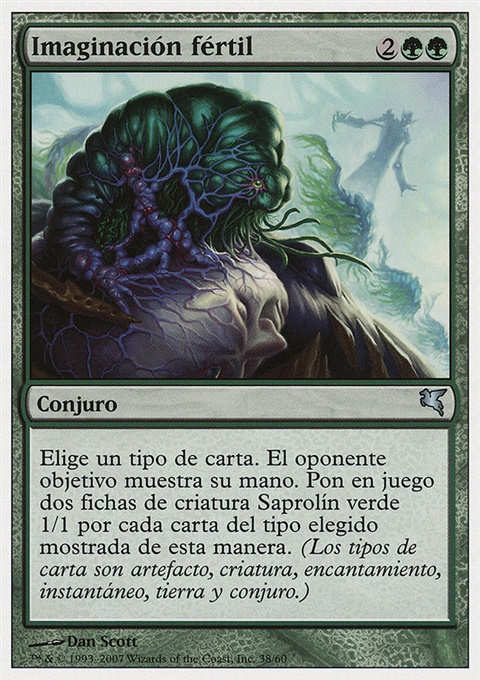 Imaginación fértil 2
Conjuro
Elige un tipo de carta. El oponente
objetivo muestra su mano. Pon en juego
dos fichas de criatura Saprolín verde
1/1 por cada carta del tipo elegido
mostrada de esta manera. (Los tipos de
carta son artefacto, criatura, encantamiento,
instantáneo, tierra y conjuro.)
Dan Scott
™ & © 1993-2007 Wizards of the Coast, Inc. 38/60